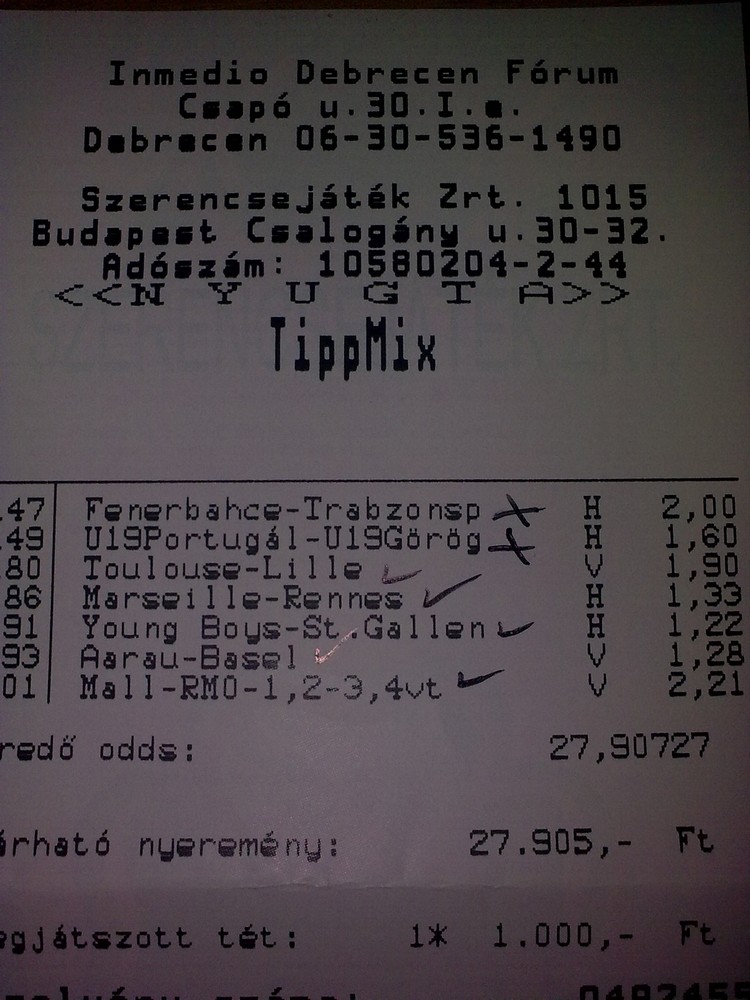 Inmedio Debrecen Fórum
Csapó u.30.I.e.
Debrecen 06-30-536-1490
Szerencsejáték Zrt. 1015
Budapest Csalogány u.30-32.
Adószám: 10580204-2-44
<<N Y U G T A>>
TippMix
47 Fenerbahce-Trabzonsp H 2,00
49 U19Portugál-U19Görög H 1,60
80 Toulouse-Lille V 1,90
86 Marseille-Rennes H 1,33
91 Young Boys-St.Gallen H 1,22
93 Aarau-Basel V 1,28
01 Mall-RMO-1,2-3,4vt V 2,21
redő odds: 27,90727
árható nyeremény: 27.905,- Ft
egjátszott tét: 1* 1.000,- Ft